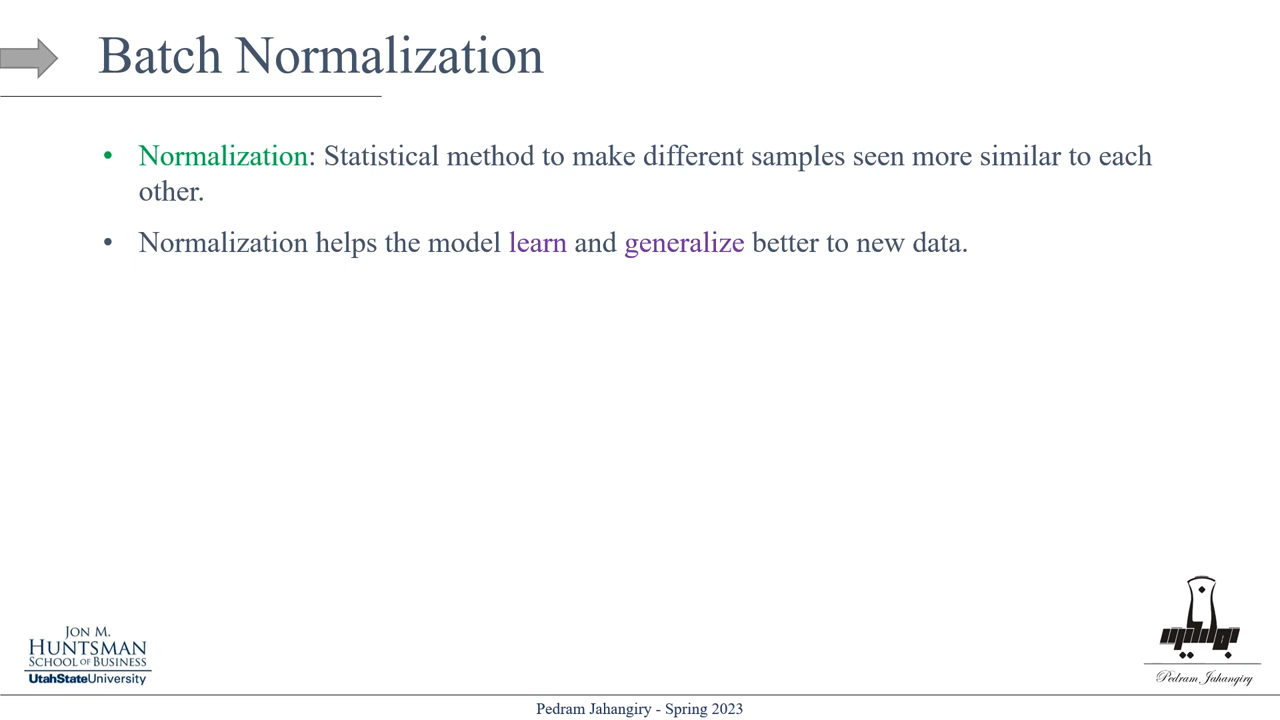 Batch Normalization
• Normalization: Statistical method to make different samples seen more similar to each
other.
• Normalization helps the model learn and generalize better to new data.
JON M.
HUNTSMAN
SCHOOL OF BUSINESS
UtahStateUniversity
Pedram Jahangiry
Pedram Jahangiry - Spring 2023